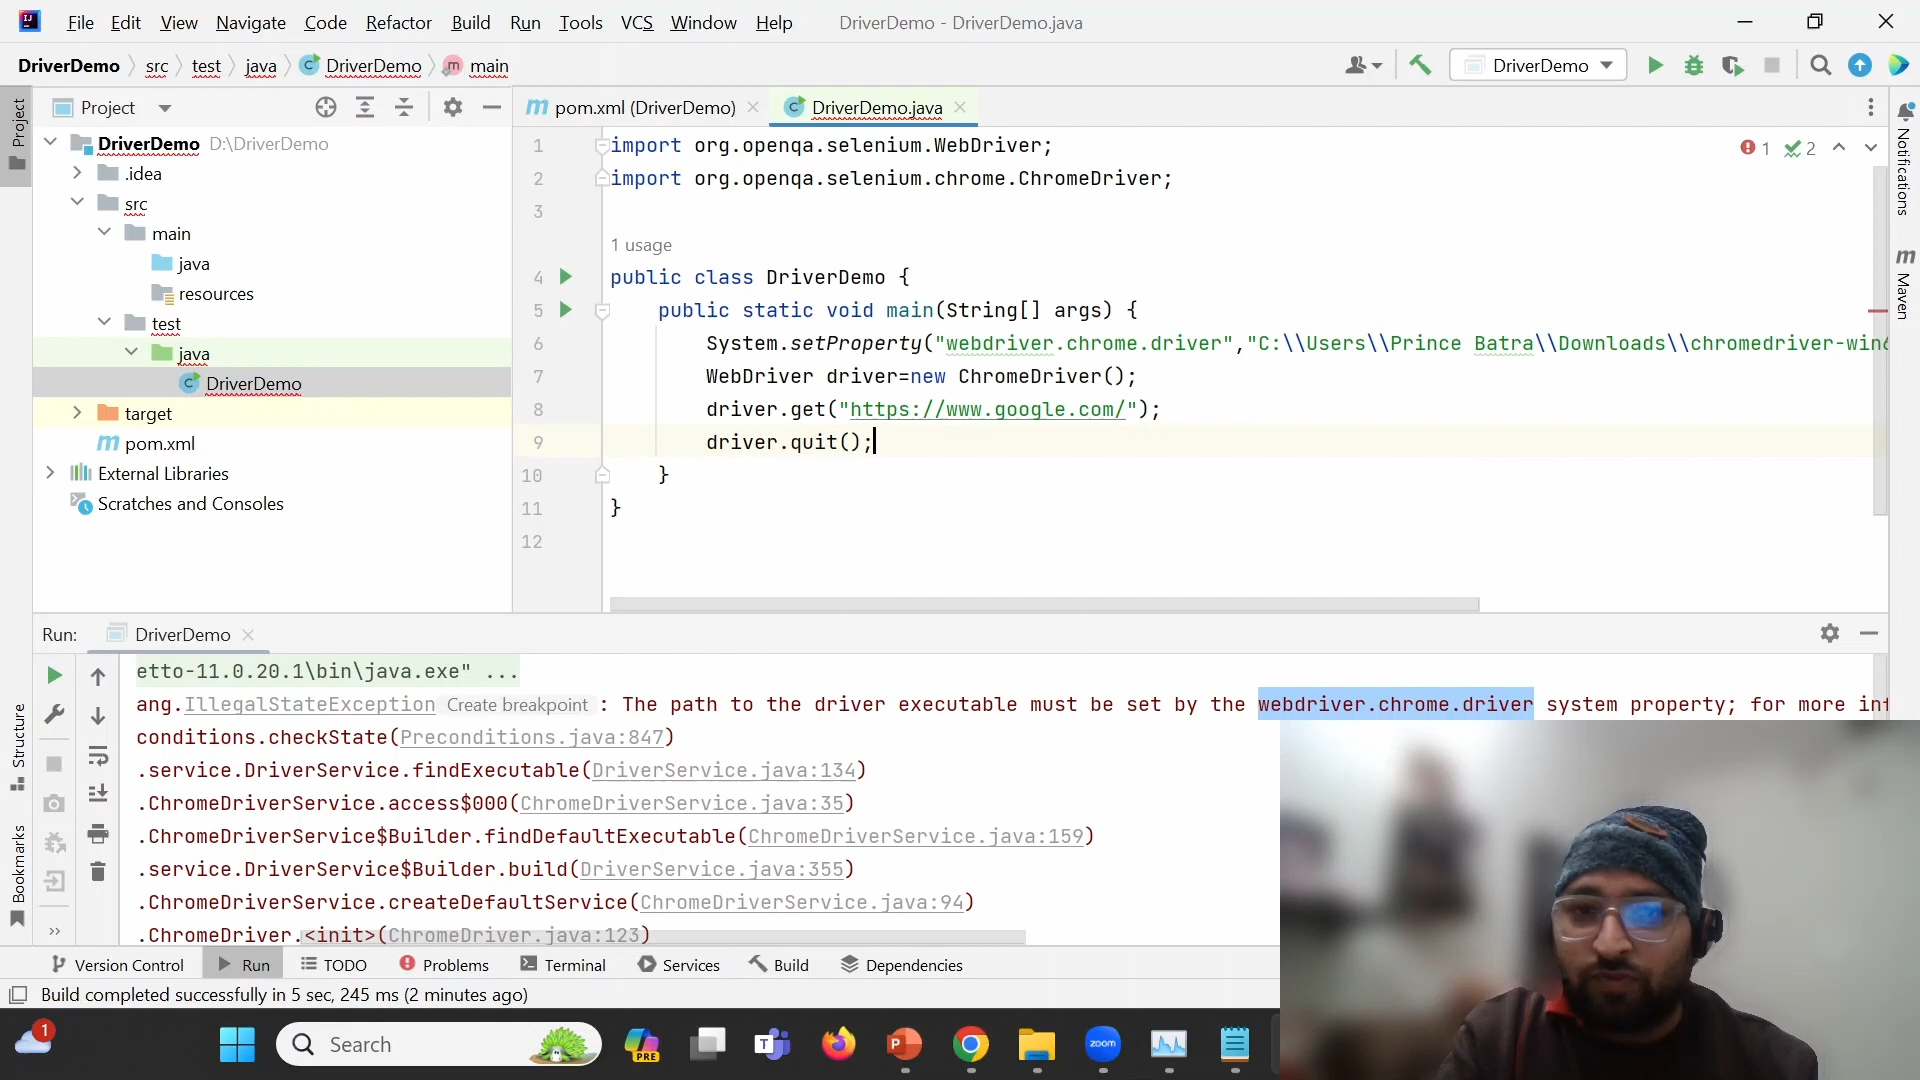 File Edit View Navigate Code Refactor Build Run Tools VCS Window Help DriverDemo - DriverDemo.java
DriverDemo src test java DriverDemo main
DriverDemo
Project
pom.xml (DriverDemo)
DriverDemo.java
Project
DriverDemo D:\DriverDemo
.idea
src
main
java
resources
test
java
DriverDemo
target
pom.xml
External Libraries
Scratches and Consoles
1 import org.openqa.selenium.WebDriver;
2 import org.openqa.selenium.chrome.ChromeDriver;
3
1 usage
4 public class DriverDemo {
5 public static void main(String[] args) {
6 System.setProperty("webdriver.chrome.driver","C:\\Users\\Prince Batra\\Downloads\\chromedriver-win
7 WebDriver driver=new ChromeDriver();
8 driver.get("https://www.google.com/");
9 driver.quit();
10 }
11 }
12
1 2
Notifications
Maven
Structure
Bookmarks
Run: DriverDemo
etto-11.0.20.1\bin\java.exe" ...
ang.IllegalStateException Create breakpoint : The path to the driver executable must be set by the webdriver.chrome.driver system property; for more inf
conditions.checkState(Preconditions.java:847)
.service.DriverService.findExecutable(DriverService.java:134)
.ChromeDriverService.access$000(ChromeDriverService.java:35)
.ChromeDriverService$Builder.findDefaultExecutable(ChromeDriverService.java:159)
.service.DriverService$Builder.build(DriverService.java:355)
.ChromeDriverService.createDefaultService(ChromeDriverService.java:94)
.ChromeDriver.<init>(ChromeDriver.java:123)
Version Control Run TODO Problems Terminal Services Build Dependencies
Build completed successfully in 5 sec, 245 ms (2 minutes ago)
1
Search
PRE
zoom